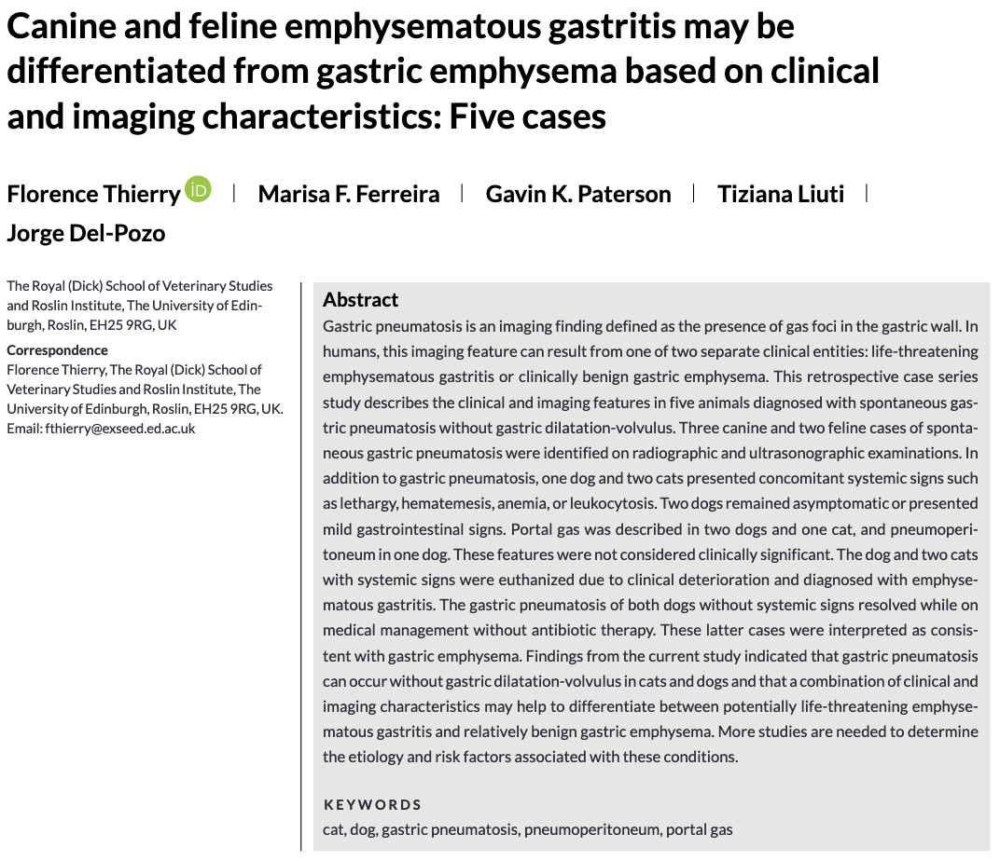 Canine and feline emphysematous gastritis may be
differentiated from gastric emphysema based on clinical
and imaging characteristics: Five cases
Florence Thierry iD | Marisa F. Ferreira | Gavin K. Paterson | Tiziana Liuti |
Jorge Del-Pozo
The Royal (Dick) School of Veterinary Studies
and Roslin Institute, The University of Edin-
burgh, Roslin, EH25 9RG, UK
Correspondence
Florence Thierry, The Royal (Dick) School of
Veterinary Studies and Roslin Institute, The
University of Edinburgh, Roslin, EH25 9RG, UK.
Email: fthierry@exseed.ed.ac.uk
Abstract
Gastric pneumatosis is an imaging finding defined as the presence of gas foci in the gastric wall. In
humans, this imaging feature can result from one of two separate clinical entities: life-threatening
emphysematous gastritis or clinically benign gastric emphysema. This retrospective case series
study describes the clinical and imaging features in five animals diagnosed with spontaneous gas-
tric pneumatosis without gastric dilatation-volvulus. Three canine and two feline cases of sponta-
neous gastric pneumatosis were identified on radiographic and ultrasonographic examinations. In
addition to gastric pneumatosis, one dog and two cats presented concomitant systemic signs such
as lethargy, hematemesis, anemia, or leukocytosis. Two dogs remained asymptomatic or presented
mild gastrointestinal signs. Portal gas was described in two dogs and one cat, and pneumoperi-
toneum in one dog. These features were not considered clinically significant. The dog and two cats
with systemic signs were euthanized due to clinical deterioration and diagnosed with emphyse-
matous gastritis. The gastric pneumatosis of both dogs without systemic signs resolved while on
medical management without antibiotic therapy. These latter cases were interpreted as consis-
tent with gastric emphysema. Findings from the current study indicated that gastric pneumatosis
can occur without gastric dilatation-volvulus in cats and dogs and that a combination of clinical and
imaging characteristics may help to differentiate between potentially life-threatening emphyse-
matous gastritis and relatively benign gastric emphysema. More studies are needed to determine
the etiology and risk factors associated with these conditions.
KEYWORDS
cat, dog, gastric pneumatosis, pneumoperitoneum, portal gas